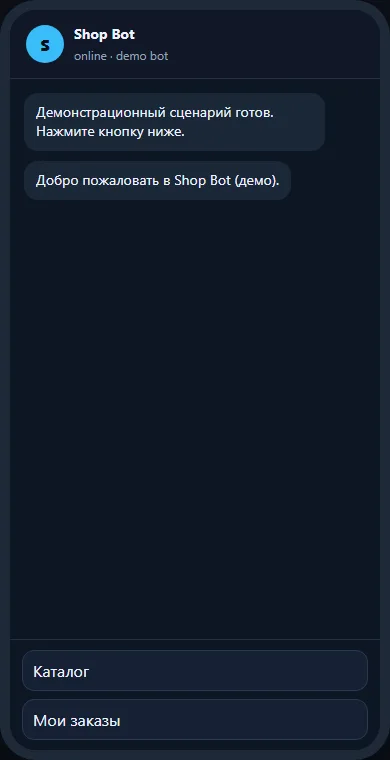 s
Shop Bot
online · demo bot
Демонстрационный сценарий готов.
Нажмите кнопку ниже.
Добро пожаловать в Shop Bot (демо).
Каталог
Мои заказы